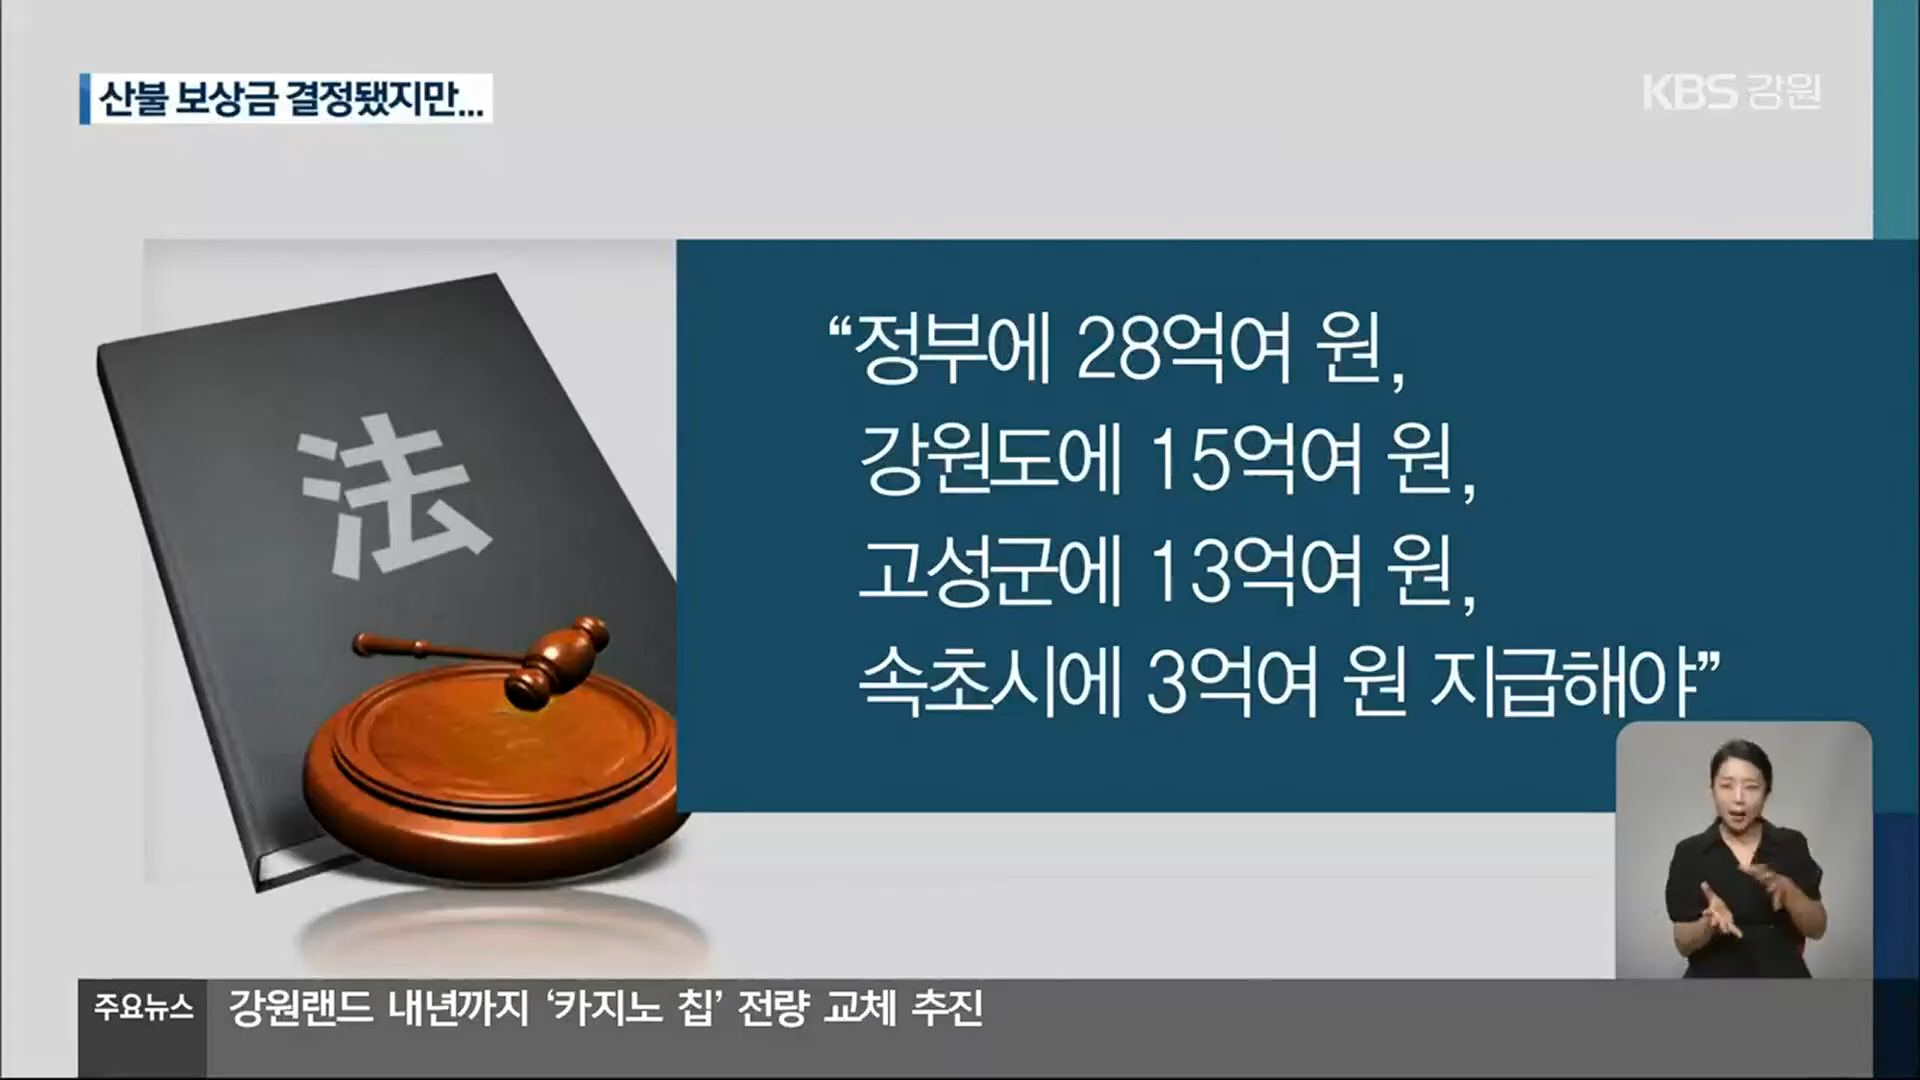 산불 보상금 결정됐지만...
KBS 강원
法
“정부에 28억여 원,
강원도에 15억여 원,
고성군에 13억여 원,
속초시에 3억여 원 지급해야”
주요뉴스
강원랜드 내년까지 ‘카지노 칩’ 전량 교체 추진